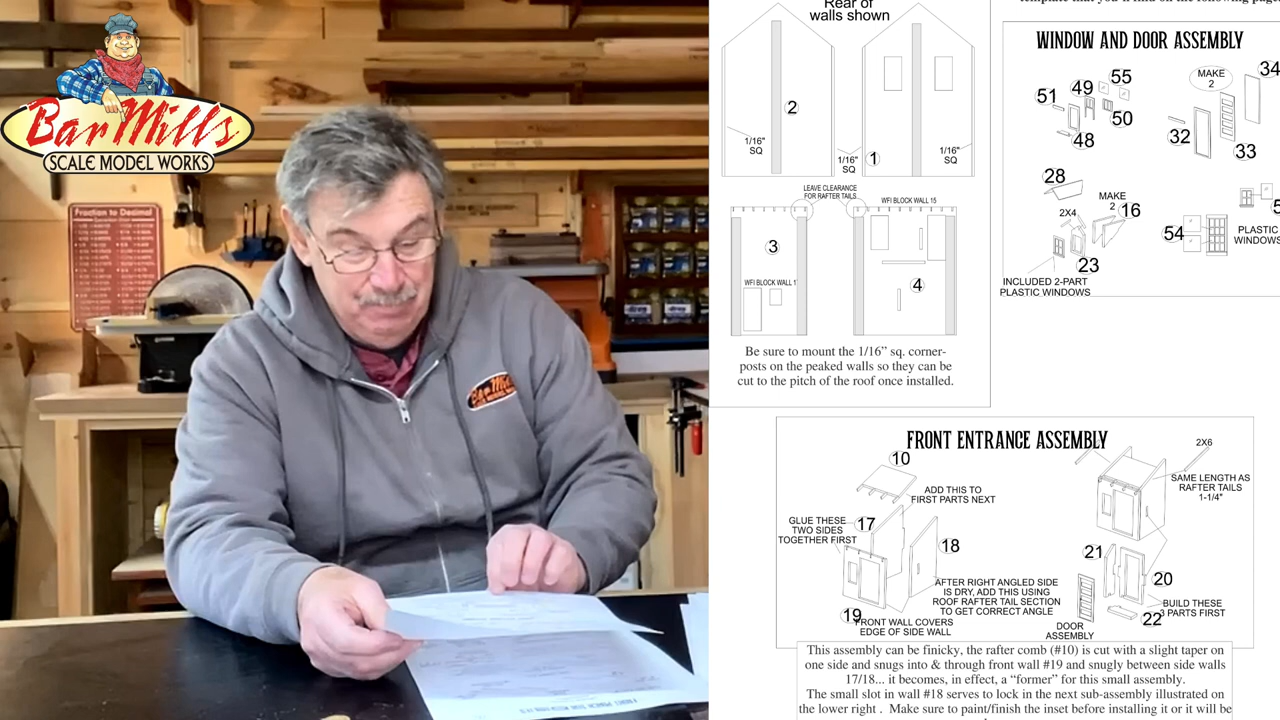 Bar Mills
SCALE MODEL WORKS
Fraction to Decimal
Bar Mills
Rear of
walls shown
2
1/16"
SQ
1/16"
SQ
1
1/16"
SQ
LEAVE CLEARANCE
FOR RAFTER TAILS
WFI BLOCK WALL 15
3
WFI BLOCK WALL 1
4
Be sure to mount the 1/16” sq. corner-
posts on the peaked walls so they can be
cut to the pitch of the roof once installed.
WINDOW AND DOOR ASSEMBLY
51
49
55
50
48
MAKE
2
34
32
33
28
2X4
MAKE
2
16
23
INCLUDED 2-PART
PLASTIC WINDOWS
54
5
PLASTIC
WINDOWS
FRONT ENTRANCE ASSEMBLY
10
ADD THIS TO
FIRST PARTS NEXT
GLUE THESE
TWO SIDES
TOGETHER FIRST
17
18
AFTER RIGHT ANGLED SIDE
IS DRY, ADD THIS USING
ROOF RAFTER TAIL SECTION
TO GET CORRECT ANGLE
19
FRONT WALL COVERS
EDGE OF SIDE WALL
2X6
SAME LENGTH AS
RAFTER TAILS
1-1/4"
21
20
22
BUILD THESE
3 PARTS FIRST
DOOR
ASSEMBLY
This assembly can be finicky, the rafter comb (#10) is cut with a slight taper on
one side and snugs into & through front wall #19 and snugly between side walls
17/18... it becomes, in effect, a “former” for this small assembly.
The small slot in wall #18 serves to lock in the next sub-assembly illustrated on
the lower right . Make sure to paint/finish the inset before installing it or it will be